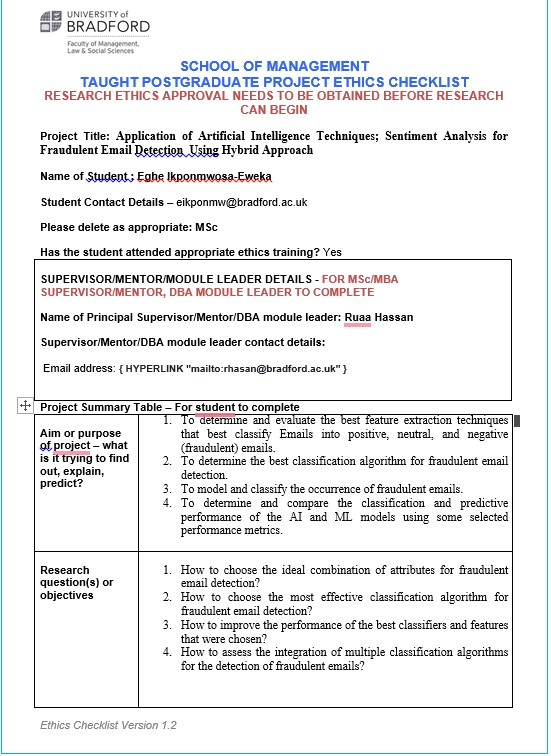 UNIVERSITY of
BRADFORD
Faculty of Management,
Law & Social Sciences
SCHOOL OF MANAGEMENT
TAUGHT POSTGRADUATE PROJECT ETHICS CHECKLIST
RESEARCH ETHICS APPROVAL NEEDS TO BE OBTAINED BEFORE RESEARCH
CAN BEGIN
Project Title: Application of Artificial Intelligence Techniques; Sentiment Analysis for
Fraudulent Email Detection Using Hybrid Approach
Name of Student : Eghe Ikponmwosa-Eweka
Student Contact Details – eikponmw@bradford.ac.uk
Please delete as appropriate: MSc
Has the student attended appropriate ethics training? Yes
SUPERVISOR/MENTOR/MODULE LEADER DETAILS - FOR MSc/MBA
SUPERVISOR/MENTOR, DBA MODULE LEADER TO COMPLETE
Name of Principal Supervisor/Mentor/DBA module leader: Ruaa Hassan
Supervisor/Mentor/DBA module leader contact details:
Email address: { HYPERLINK "mailto:rhasan@bradford.ac.uk" }
Project Summary Table – For student to complete
Aim or purpose
of project – what
is it trying to find
out, explain,
predict?
1. To determine and evaluate the best feature extraction techniques
that best classify Emails into positive, neutral, and negative
(fraudulent) emails.
2. To determine the best classification algorithm for fraudulent email
detection.
3. To model and classify the occurrence of fraudulent emails.
4. To determine and compare the classification and predictive
performance of the AI and ML models using some selected
performance metrics.
Research
question(s) or
objectives
1. How to choose the ideal combination of attributes for fraudulent
email detection?
2. How to choose the most effective classification algorithm for
fraudulent email detection?
3. How to improve the performance of the best classifiers and features
that were chosen?
4. How to assess the integration of multiple classification algorithms
for the detection of fraudulent emails?
Ethics Checklist Version 1.2